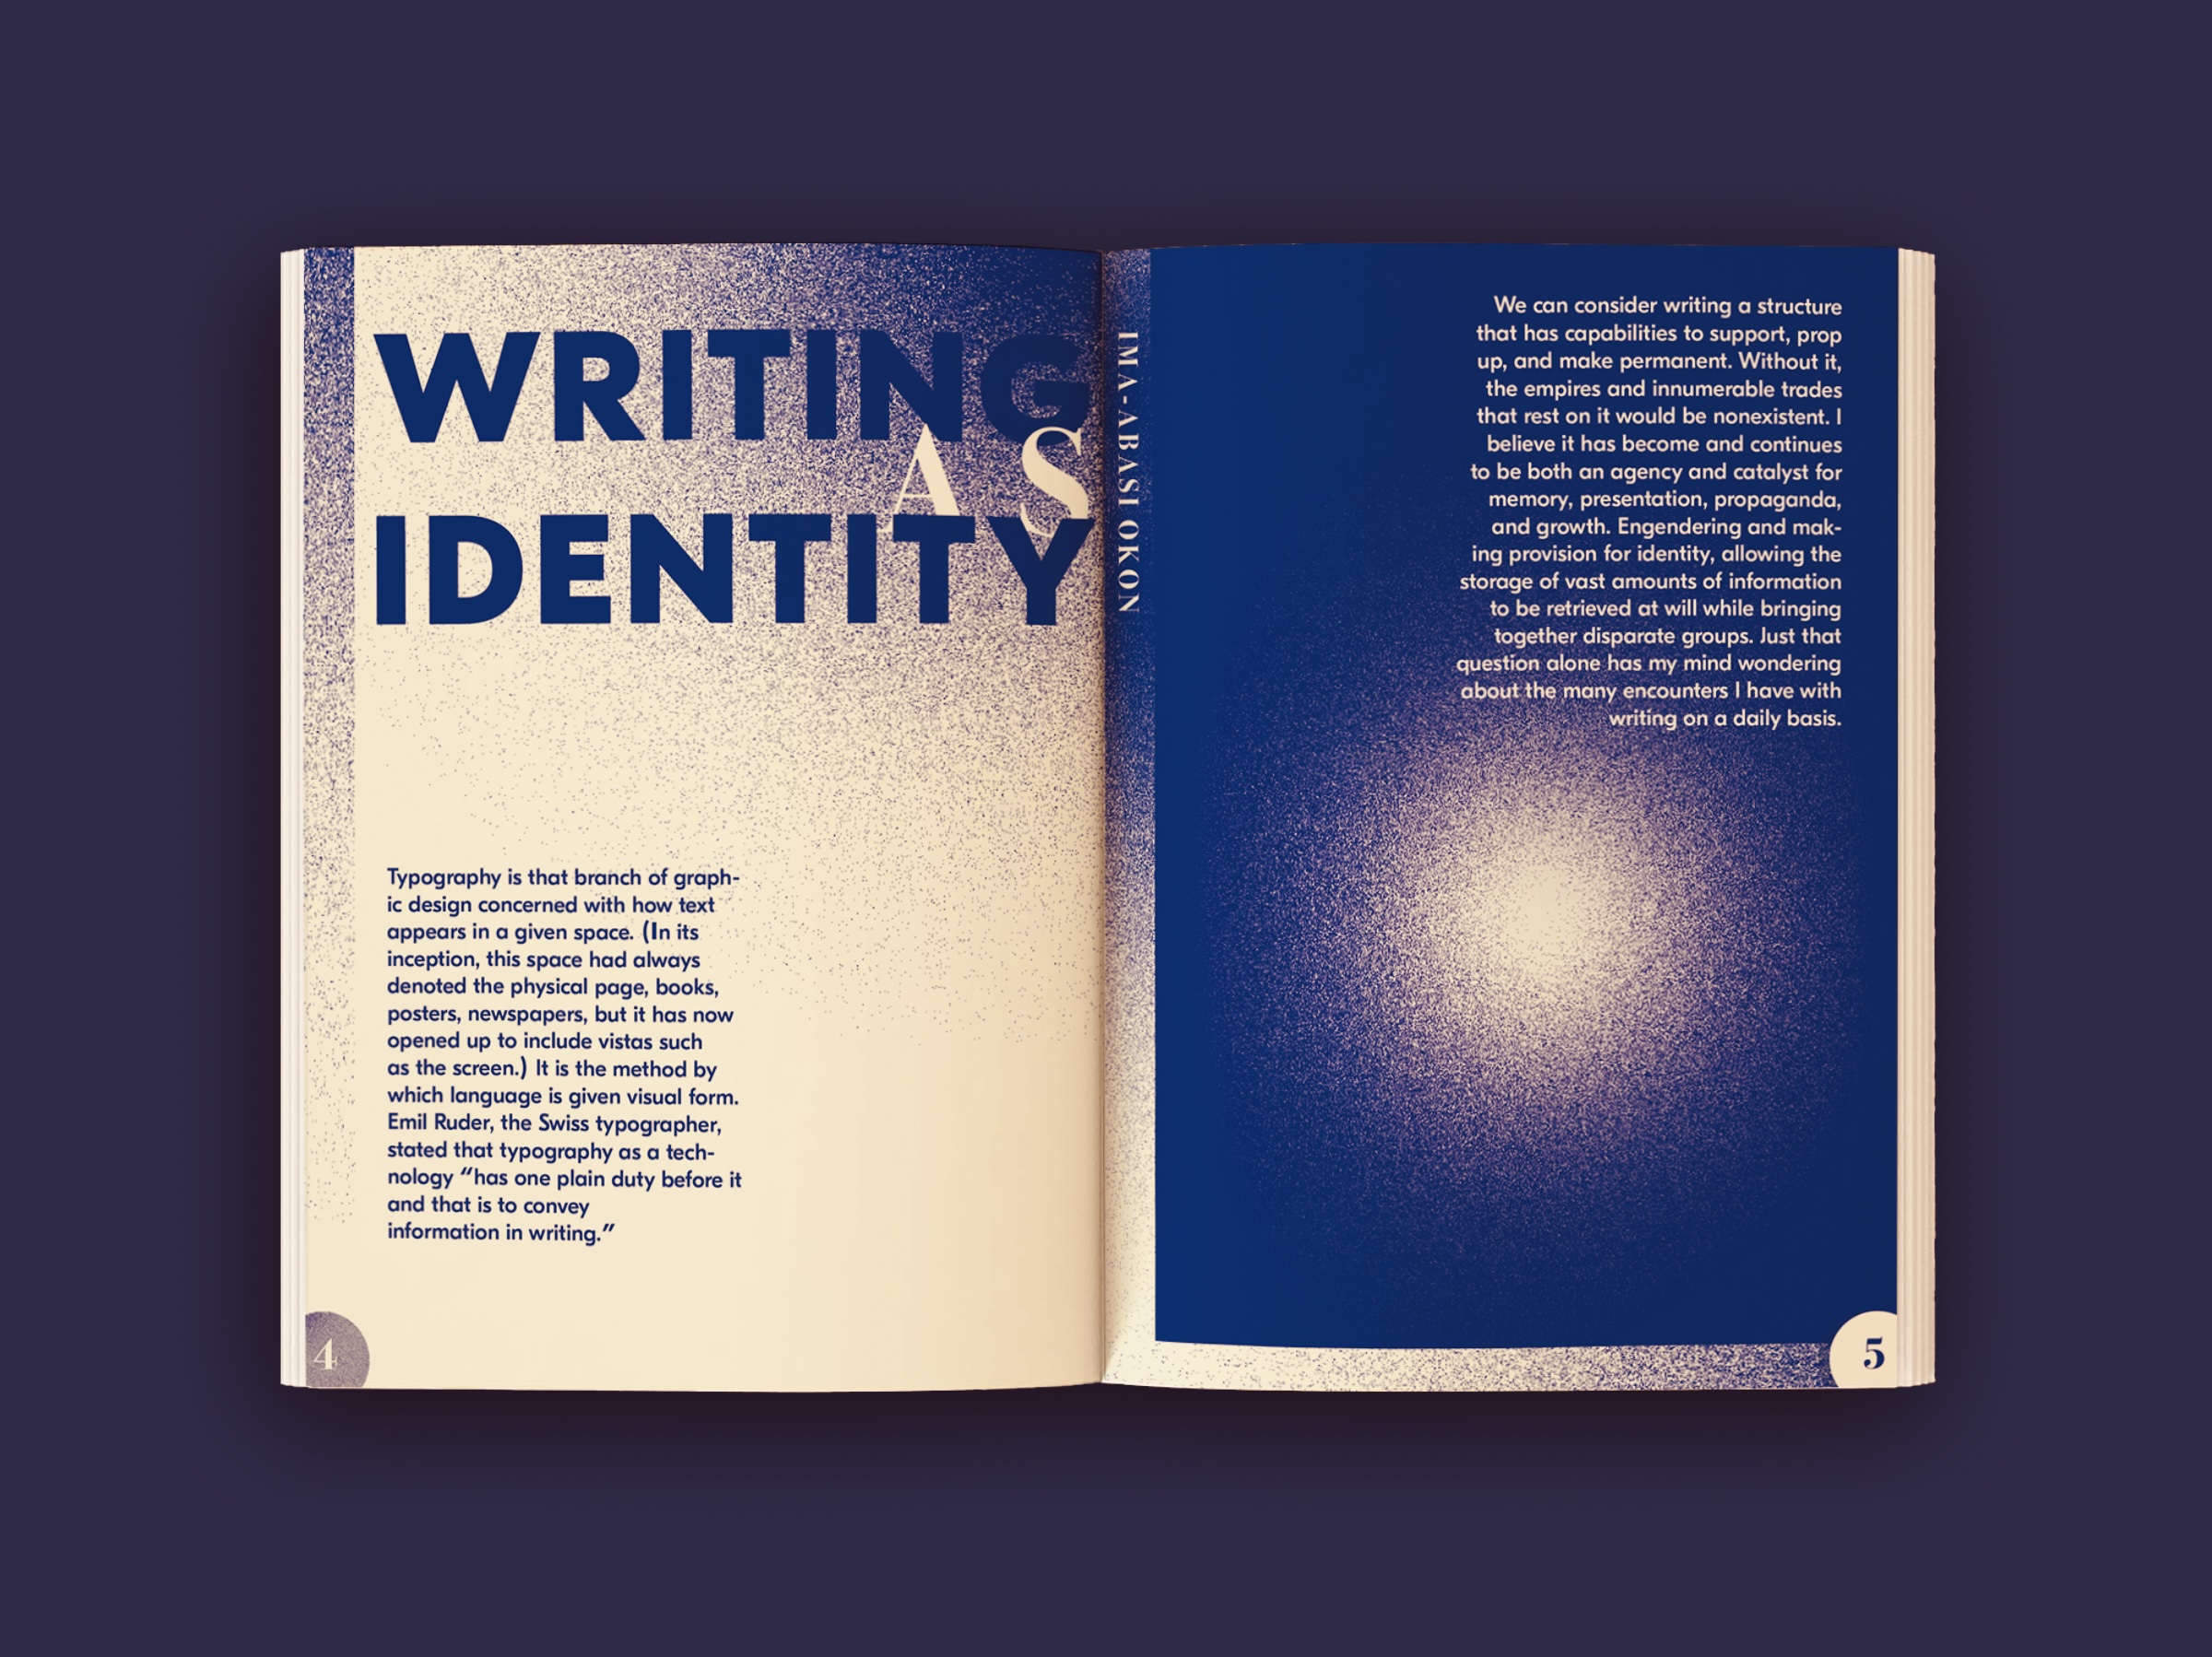 WRITING
AS
IDENTITY
Typography is that branch of graph-
ic design concerned with how text
appears in a given space. (In its
inception, this space had always
denoted the physical page, books,
posters, newspapers, but it has now
opened up to include vistas such
as the screen.) It is the method by
which language is given visual form.
Emil Ruder, the Swiss typographer,
stated that typography as a tech-
nology “has one plain duty before it
and that is to convey
information in writing.”
4
IMA-ABASI OKON
We can consider writing a structure
that has capabilities to support, prop
up, and make permanent. Without it,
the empires and innumerable trades
that rest on it would be nonexistent. I
believe it has become and continues
to be both an agency and catalyst for
memory, presentation, propaganda,
and growth. Engendering and mak-
ing provision for identity, allowing the
storage of vast amounts of information
to be retrieved at will while bringing
together disparate groups. Just that
question alone has my mind wondering
about the many encounters I have with
writing on a daily basis.
5